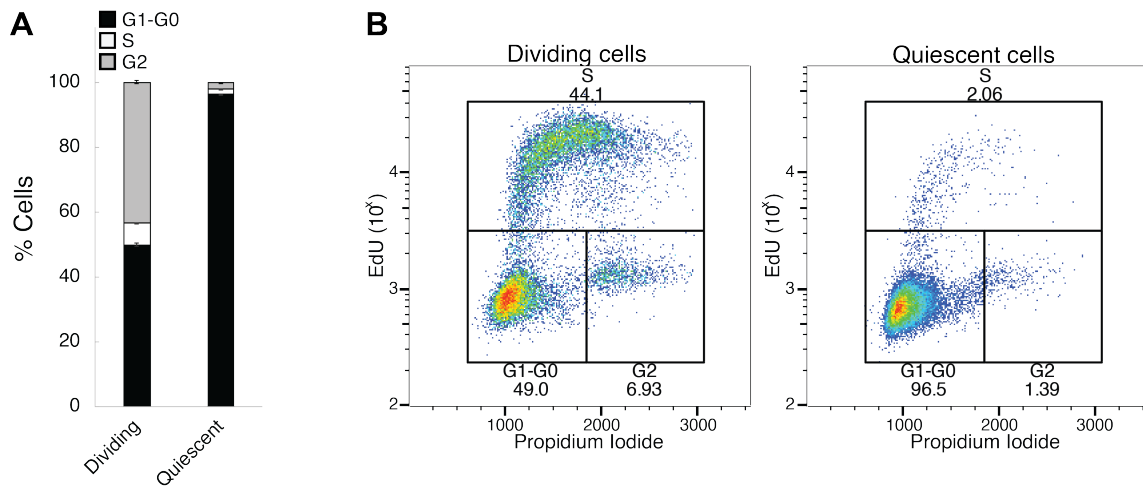 A
G1-G0
S
G2
% Cells
100
80
60
40
20
0
Dividing
Quiescent
B
Dividing cells
S
44.1
EdU (10ˣ)
4
3
2
G1-G0
49.0
G2
6.93
1000
2000
3000
Propidium Iodide
Quiescent cells
S
2.06
EdU (10ˣ)
4
3
2
G1-G0
96.5
G2
1.39
1000
2000
3000
Propidium Iodide